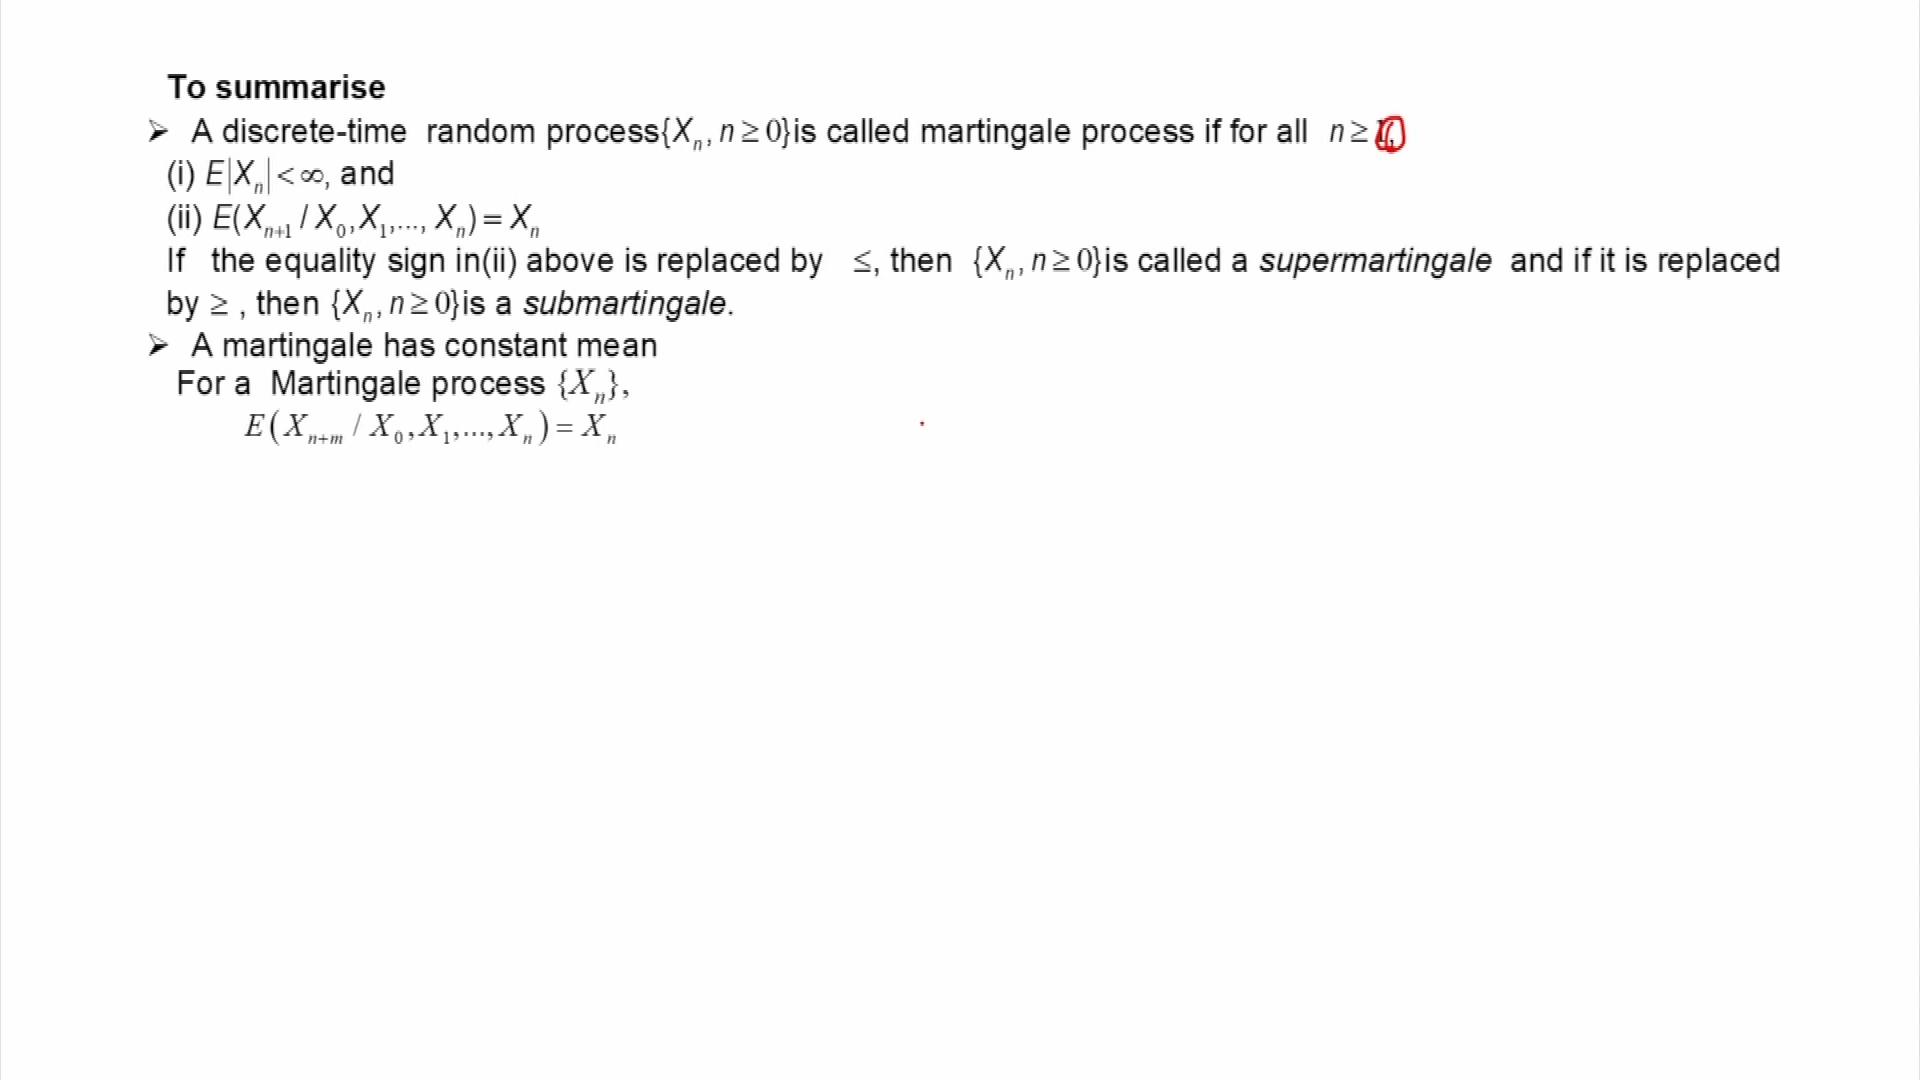 To summarise
➢ A discrete-time random process{Xₙ, n ≥ 0}is called martingale process if for all n ≥
(i) E|Xₙ| < ∞, and
(ii) E(Xₙ₊₁ / X₀, X₁,..., Xₙ) = Xₙ
If the equality sign in(ii) above is replaced by ≤, then {Xₙ, n ≥ 0}is called a supermartingale and if it is replaced
by ≥ , then {Xₙ, n ≥ 0}is a submartingale.
➢ A martingale has constant mean
For a Martingale process {Xₙ},
E(Xₙ₊ₘ / X₀, X₁,..., Xₙ) = Xₙ